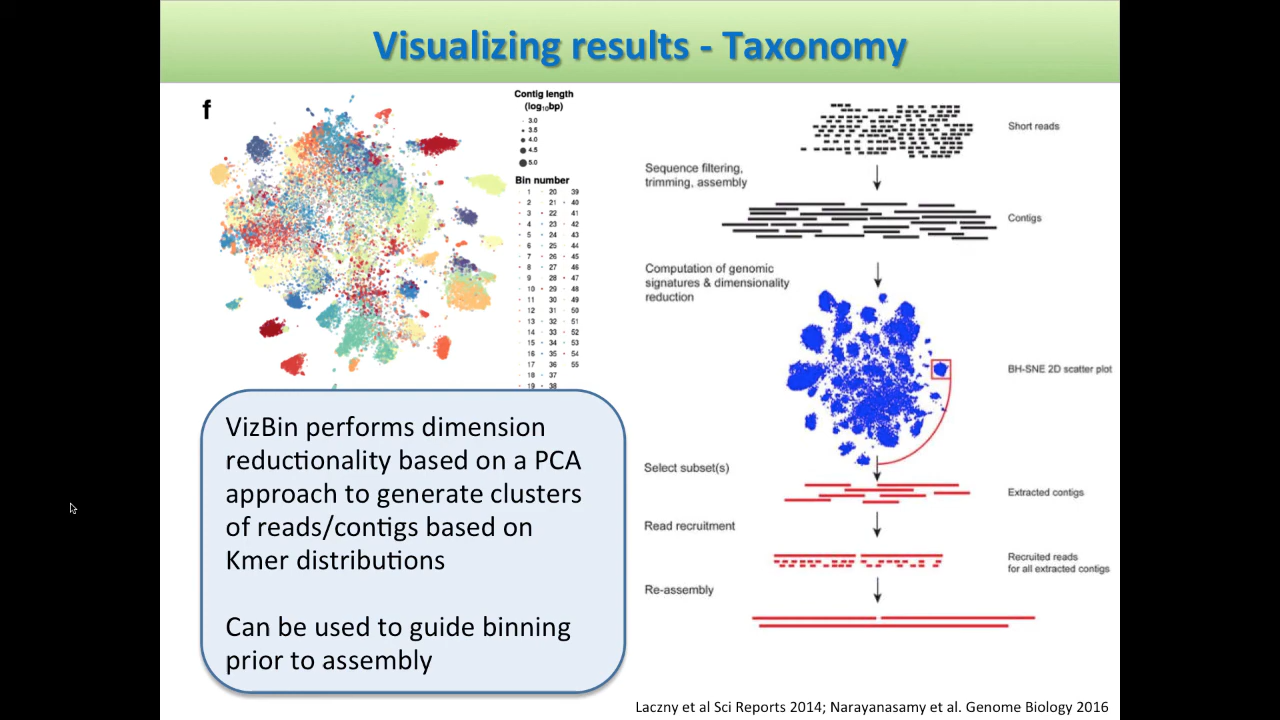 Visualizing results - Taxonomy
f
Contig length
(log10bp)
3.0
3.5
4.0
4.5
5.0
Bin number
1 20 39
2 21 40
3 22 41
4 23 42
5 24 43
6 25 44
7 26 45
8 27 46
9 28 47
10 29 48
11 30 49
12 31 50
13 32 51
14 33 52
15 34 53
16 35 54
17 36 55
18 37
19 38
VizBin performs dimension
reductionality based on a PCA
approach to generate clusters
of reads/contigs based on
Kmer distributions
Can be used to guide binning
prior to assembly
Short reads
Sequence filtering,
trimming, assembly
Contigs
Computation of genomic
signatures & dimensionality
reduction
BH-SNE 2D scatter plot
Select subset(s)
Extracted contigs
Read recruitment
Recruited reads
for all extracted contigs
Re-assembly
Laczny et al Sci Reports 2014; Narayanasamy et al. Genome Biology 2016